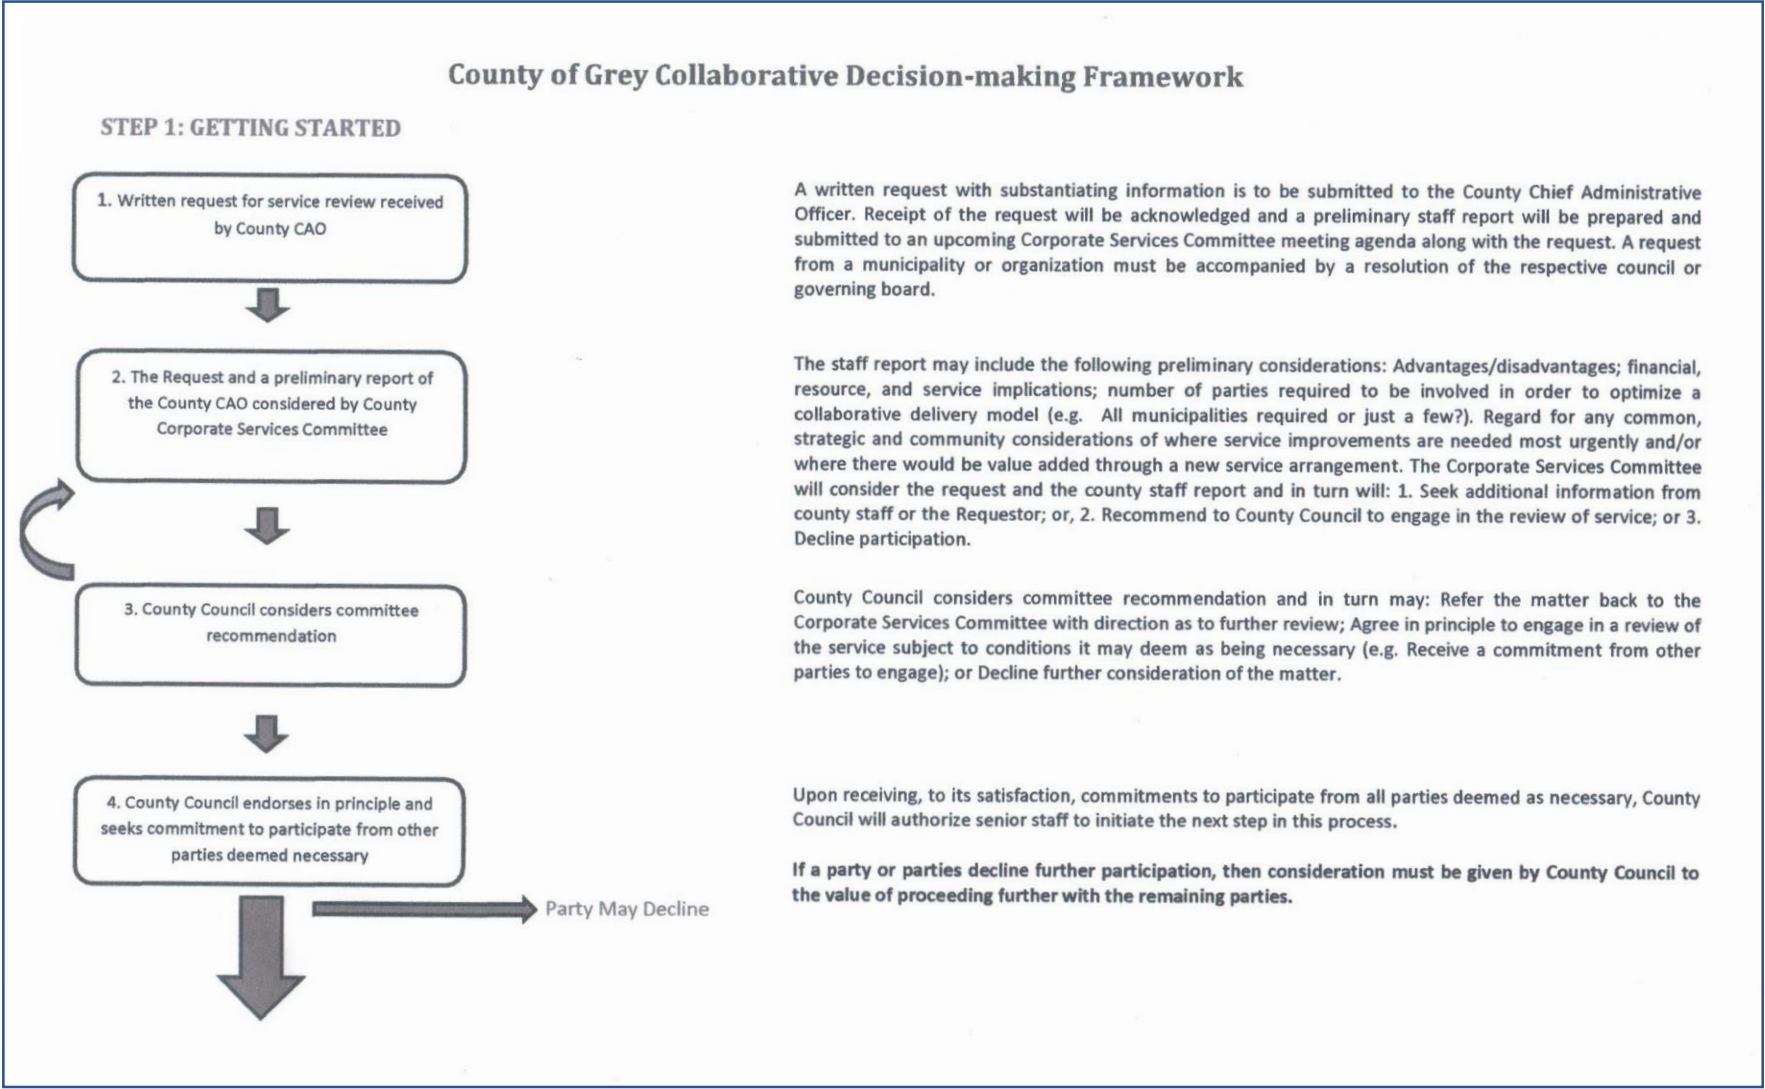 County of Grey Collaborative Decision-making Framework
STEP 1: GETTING STARTED
1. Written request for service review received
by County CAO
A written request with substantiating information is to be submitted to the County Chief Administrative
Officer. Receipt of the request will be acknowledged and a preliminary staff report will be prepared and
submitted to an upcoming Corporate Services Committee meeting agenda along with the request. A request
from a municipality or organization must be accompanied by a resolution of the respective council or
governing board.
2. The Request and a preliminary report of
the County CAO considered by County
Corporate Services Committee
The staff report may include the following preliminary considerations: Advantages/disadvantages; financial,
resource, and service implications; number of parties required to be involved in order to optimize a
collaborative delivery model (e.g. All municipalities required or just a few?). Regard for any common,
strategic and community considerations of where service improvements are needed most urgently and/or
where there would be value added through a new service arrangement. The Corporate Services Committee
will consider the request and the county staff report and in turn will: 1. Seek additional information from
county staff or the Requestor; or, 2. Recommend to County Council to engage in the review of service; or 3.
Decline participation.
3. County Council considers committee
recommendation
County Council considers committee recommendation and in turn may: Refer the matter back to the
Corporate Services Committee with direction as to further review; Agree in principle to engage in a review of
the service subject to conditions it may deem as being necessary (e.g. Receive a commitment from other
parties to engage); or Decline further consideration of the matter.
4. County Council endorses in principle and
seeks commitment to participate from other
parties deemed necessary
Upon receiving, to its satisfaction, commitments to participate from all parties deemed as necessary, County
Council will authorize senior staff to initiate the next step in this process.
If a party or parties decline further participation, then consideration must be given by County Council to
the value of proceeding further with the remaining parties.
Party May Decline